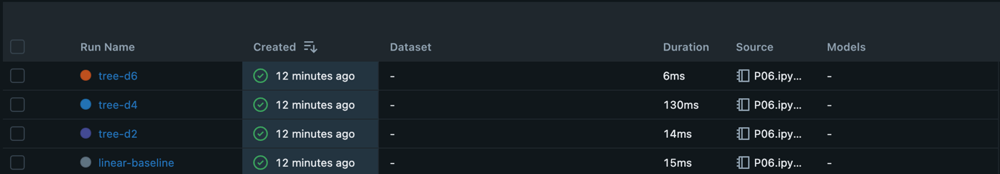 Run Name Created Dataset Duration Source Models
tree-d6 12 minutes ago - 6ms P06.ipy... -
tree-d4 12 minutes ago - 130ms P06.ipy... -
tree-d2 12 minutes ago - 14ms P06.ipy... -
linear-baseline 12 minutes ago - 15ms P06.ipy... -